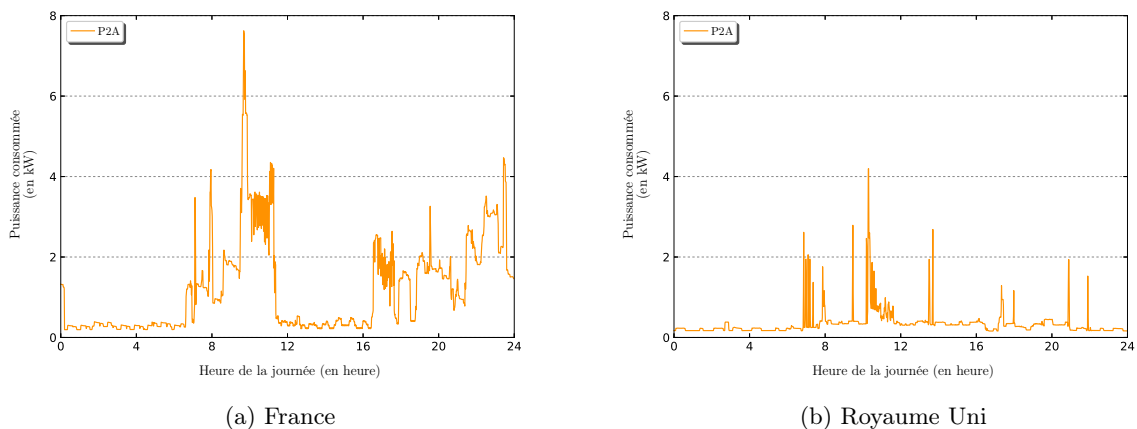 8
6
4
2
0
P2A
Puissance consommée
(en kW)
0
4
8
12
16
20
24
Heure de la journée (en heure)
(a) France
8
6
4
2
0
P2A
Puissance consommée
(en kW)
0
4
8
12
16
20
24
Heure de la journée (en heure)
(b) Royaume Uni